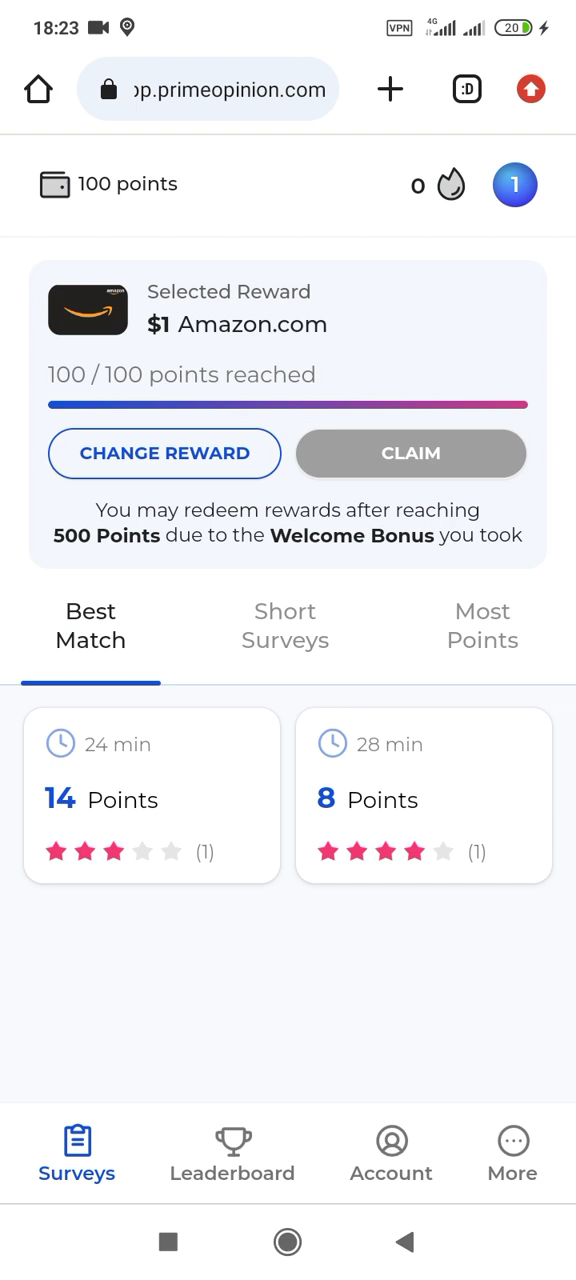 18:23 VPN 4G 20
:D
op.primeopinion.com
100 points 0 1
amazon
Selected Reward
$1 Amazon.com
100 / 100 points reached
CHANGE REWARD CLAIM
You may redeem rewards after reaching
500 Points due to the Welcome Bonus you took
Best Match
Short Surveys
Most Points
24 min
14 Points
(1)
28 min
8 Points
(1)
Surveys Leaderboard Account More